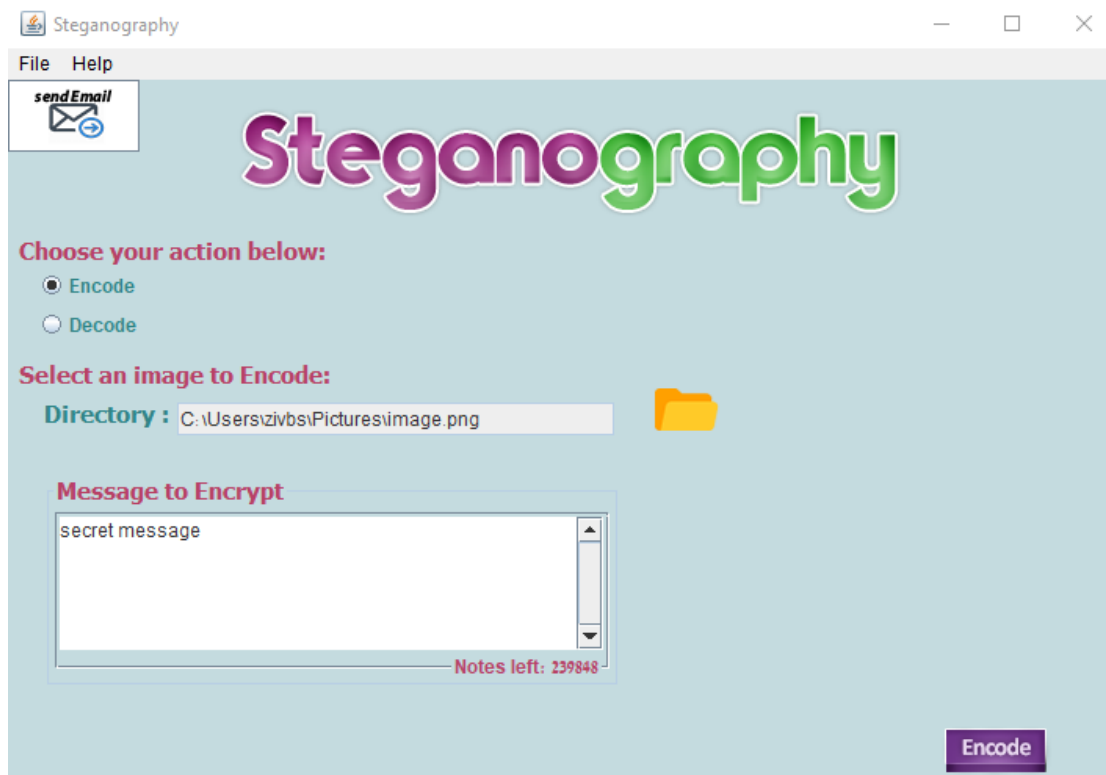 Steganography
File Help
sendEmail
Steganography
Choose your action below:
Encode
Decode
Select an image to Encode:
Directory : C:\Users\zivbs\Pictures\image.png
Message to Encrypt
secret message
Notes left: 239848
Encode